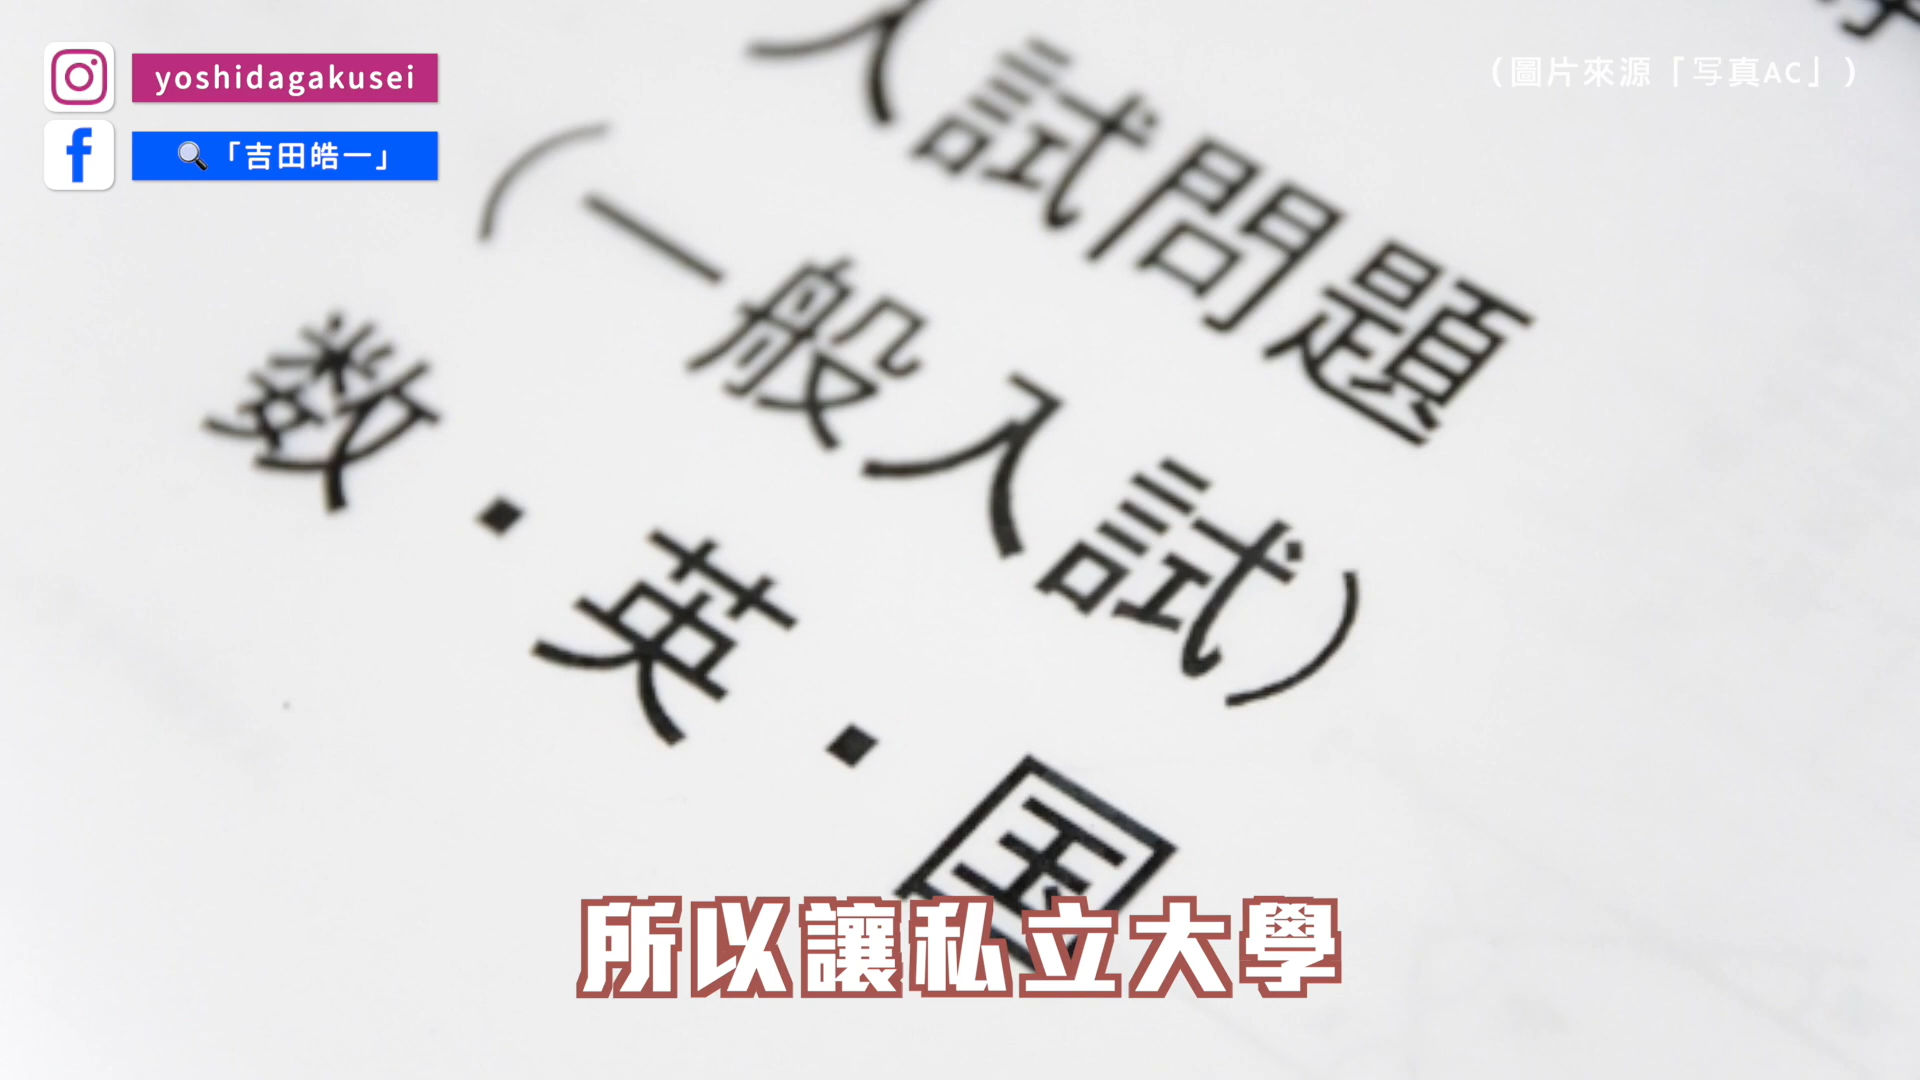 yoshidagakusei
「吉田皓一」
(圖片來源「写真AC」)
入試問題
(一般入試)
数・英・国
所以讓私立大學